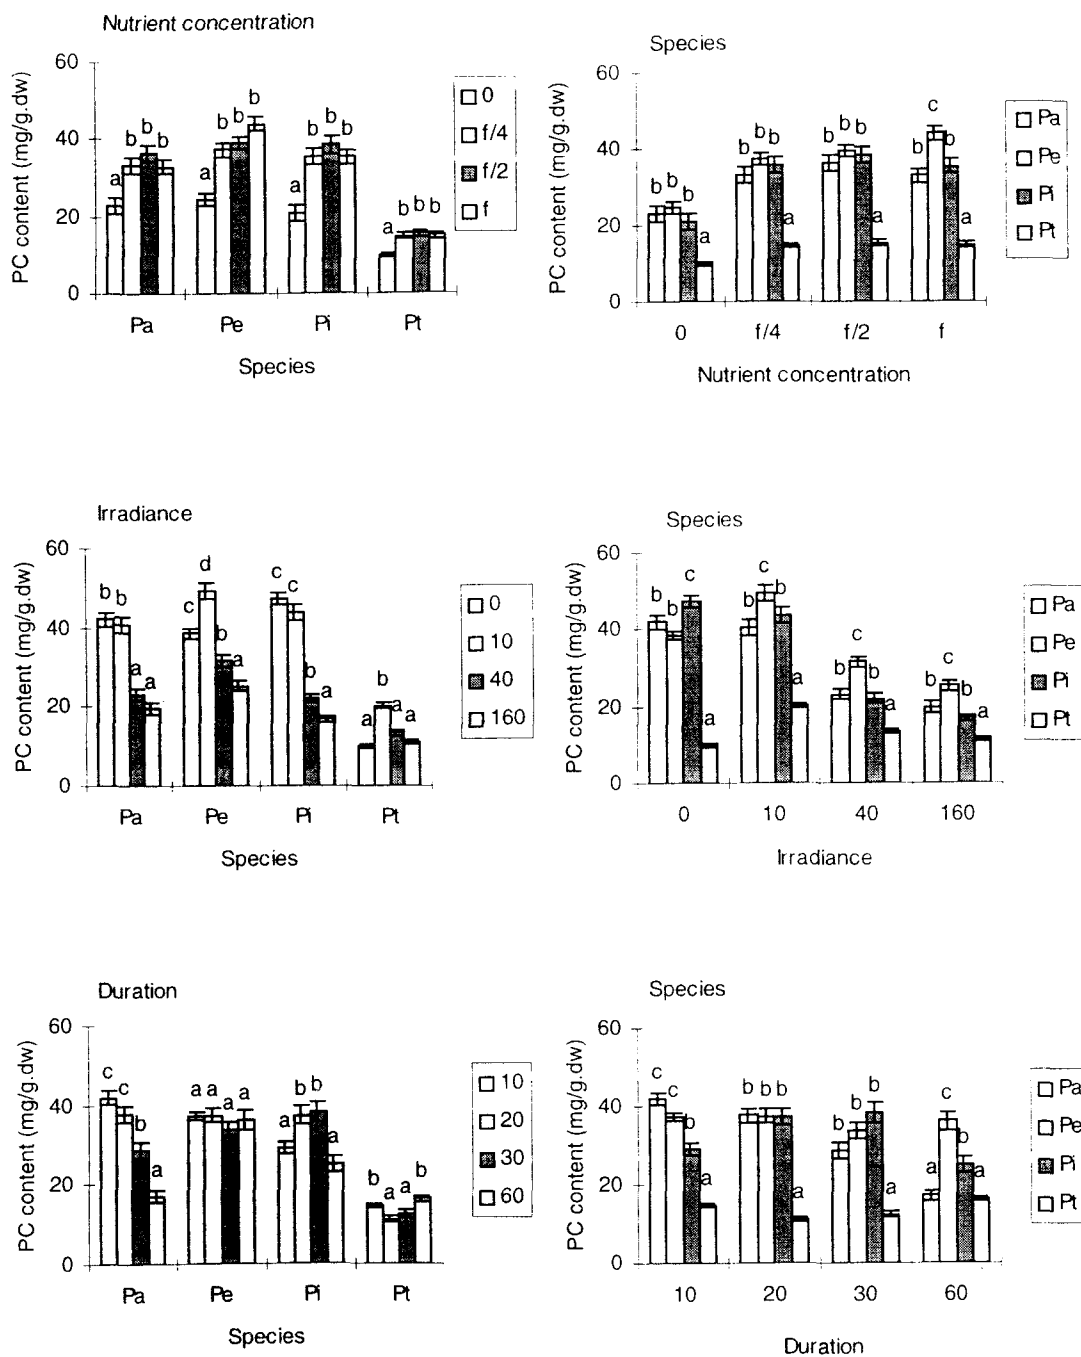 Nutrient concentration
PC content (mg/g.dw)
60
40
20
0
a b b b
a b b b
a b b b
a b b b
Pa Pe Pi Pt
Species
0
f/4
f/2
f
Species
PC content (mg/g.dw)
60
40
20
0
b b b a
b b b a
b b b a
b c b a
0 f/4 f/2 f
Nutrient concentration
Pa
Pe
Pi
Pt
Irradiance
PC content (mg/g.dw)
60
40
20
0
b b a a
c d b a
c c b a
a b a a
Pa Pe Pi Pt
Species
0
10
40
160
Species
PC content (mg/g.dw)
60
40
20
0
b b c a
b c b a
b c b a
b c b a
0 10 40 160
Irradiance
Pa
Pe
Pi
Pt
Duration
PC content (mg/g.dw)
60
40
20
0
c c b a
a a a a
a b b a
b a a b
Pa Pe Pi Pt
Species
10
20
30
60
Species
PC content (mg/g.dw)
60
40
20
0
c c b a
b b b a
b b b a
a c b a
10 20 30 60
Duration
Pa
Pe
Pi
Pt